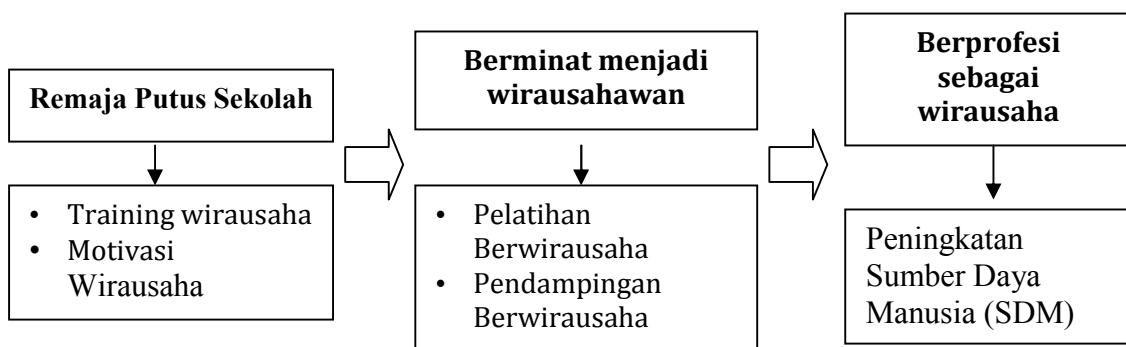 Remaja Putus Sekolah
• Training wirausaha
• Motivasi
Wirausaha
Berminat menjadi
wirausahawan
• Pelatihan
Berwirausaha
• Pendampingan
Berwirausaha
Berprofesi
sebagai
wirausaha
Peningkatan
Sumber Daya
Manusia (SDM)